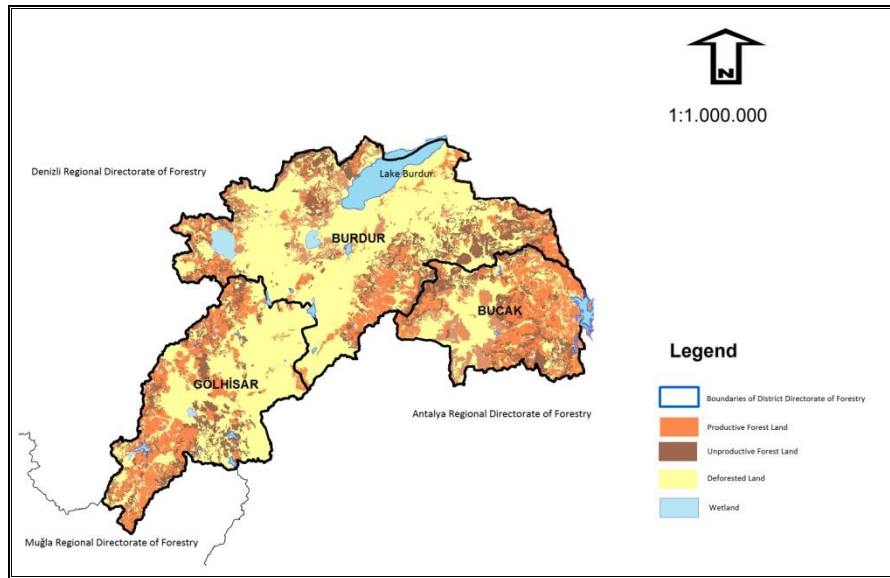 N
1:1.000.000
Denizli Regional Directorate of Forestry
Lake Burdur
BURDUR
BUCAK
GÖLHİSAR
Antalya Regional Directorate of Forestry
Muğla Regional Directorate of Forestry
Legend
Boundaries of District Directorate of Forestry
Productive Forest Land
Unproductive Forest Land
Deforested Land
Wetland